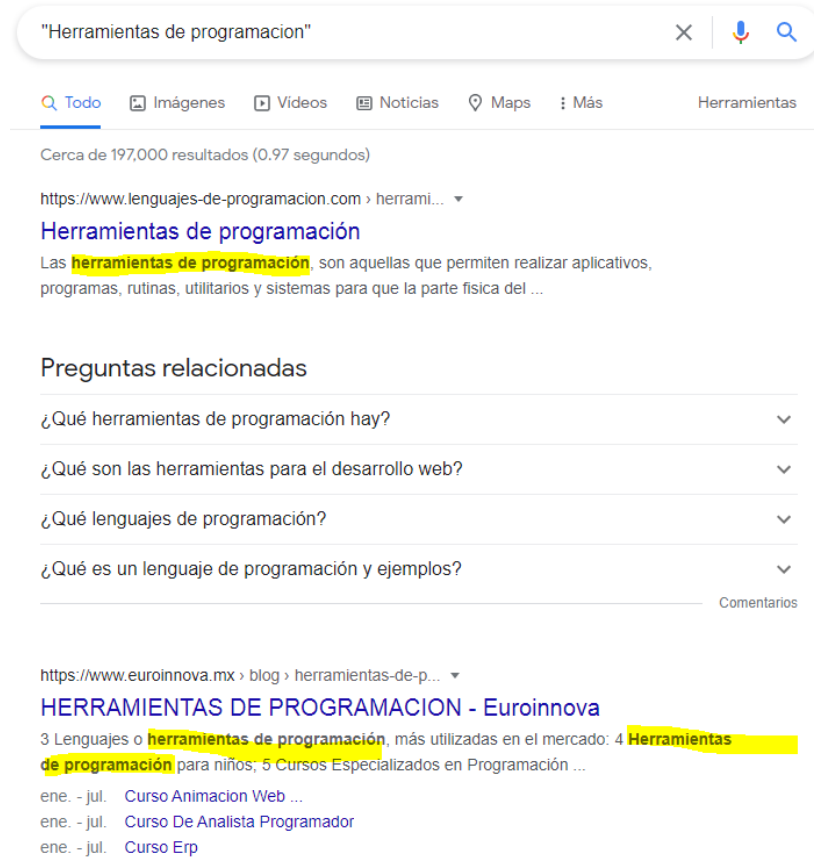 "Herramientas de programacion"
Todo Imágenes Videos Noticias Maps Más Herramientas
Cerca de 197,000 resultados (0.97 segundos)
https://www.lenguajes-de-programacion.com › herrami...
Herramientas de programación
Las herramientas de programación, son aquellas que permiten realizar aplicativos,
programas, rutinas, utilitarios y sistemas para que la parte fisica del ...
Preguntas relacionadas
¿Qué herramientas de programación hay?
¿Qué son las herramientas para el desarrollo web?
¿Qué lenguajes de programación?
¿Qué es un lenguaje de programación y ejemplos?
Comentarios
https://www.euroinnova.mx › blog › herramientas-de-p...
HERRAMIENTAS DE PROGRAMACION - Euroinnova
3 Lenguajes o herramientas de programación, más utilizadas en el mercado: 4 Herramientas
de programación para niños; 5 Cursos Especializados en Programación ...
ene. - jul. Curso Animacion Web ...
ene. - jul. Curso De Analista Programador
ene. - jul. Curso Erp